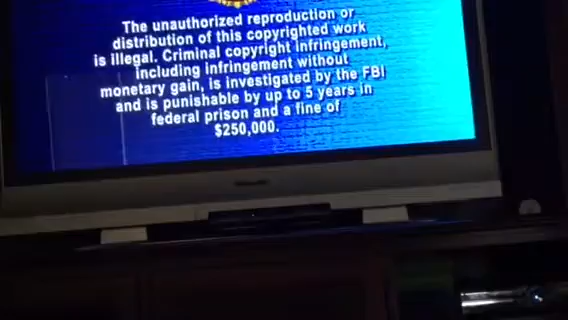 The unauthorized reproduction or
distribution of this copyrighted work
is illegal. Criminal copyright infringement,
including infringement without
monetary gain, is investigated by the FBI
and is punishable by up to 5 years in
federal prison and a fine of
$250,000.